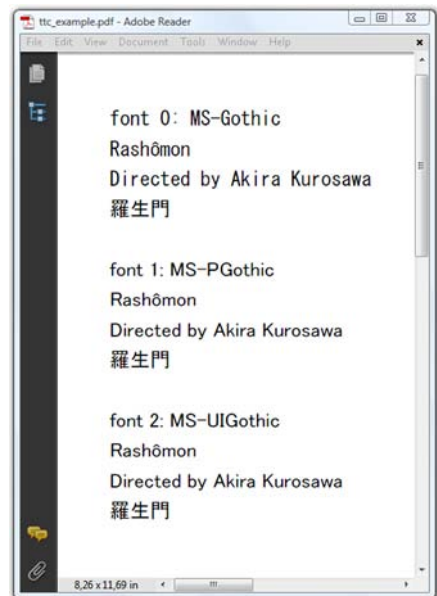 ttc_example.pdf - Adobe Reader
File Edit View Document Tools Window Help
font 0: MS-Gothic
Rashômon
Directed by Akira Kurosawa
羅生門
font 1: MS-PGothic
Rashômon
Directed by Akira Kurosawa
羅生門
font 2: MS-UIGothic
Rashômon
Directed by Akira Kurosawa
羅生門
8,26 x 11,69 in